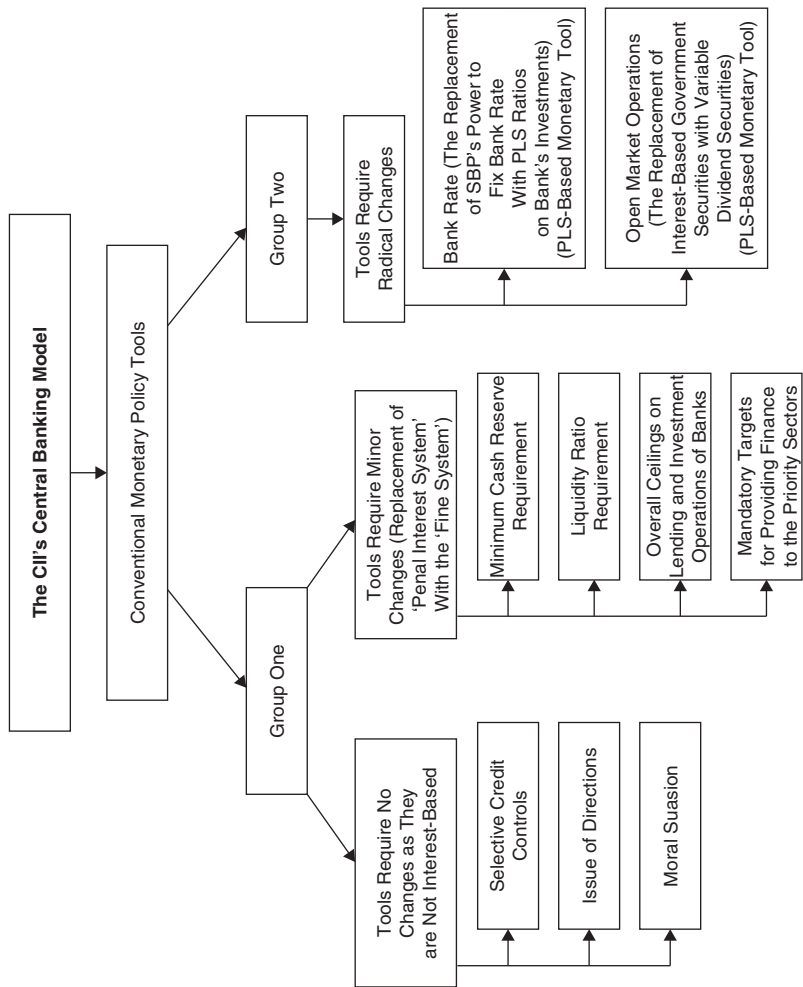 The CII's Central Banking Model
Conventional Monetary Policy Tools
Group One
Group Two
Tools Require No
Changes as They
are Not Interest-Based
Selective Credit
Controls
Issue of Directions
Moral Suasion
Tools Require Minor
Changes (Replacement of
‘Penal Interest System’
With the ‘Fine System’)
Minimum Cash Reserve
Requirement
Liquidity Ratio
Requirement
Overall Ceilings on
Lending and Investment
Operations of Banks
Mandatory Targets
for Providing Finance
to the Priority Sectors
Tools Require
Radical Changes
Bank Rate (The Replacement
of SBP's Power to
Fix Bank Rate
With PLS Ratios
on Bank's Investments)
(PLS-Based Monetary Tool)
Open Market Operations
(The Replacement of
Interest-Based Government
Securities with Variable
Dividend Securities)
(PLS-Based Monetary Tool)